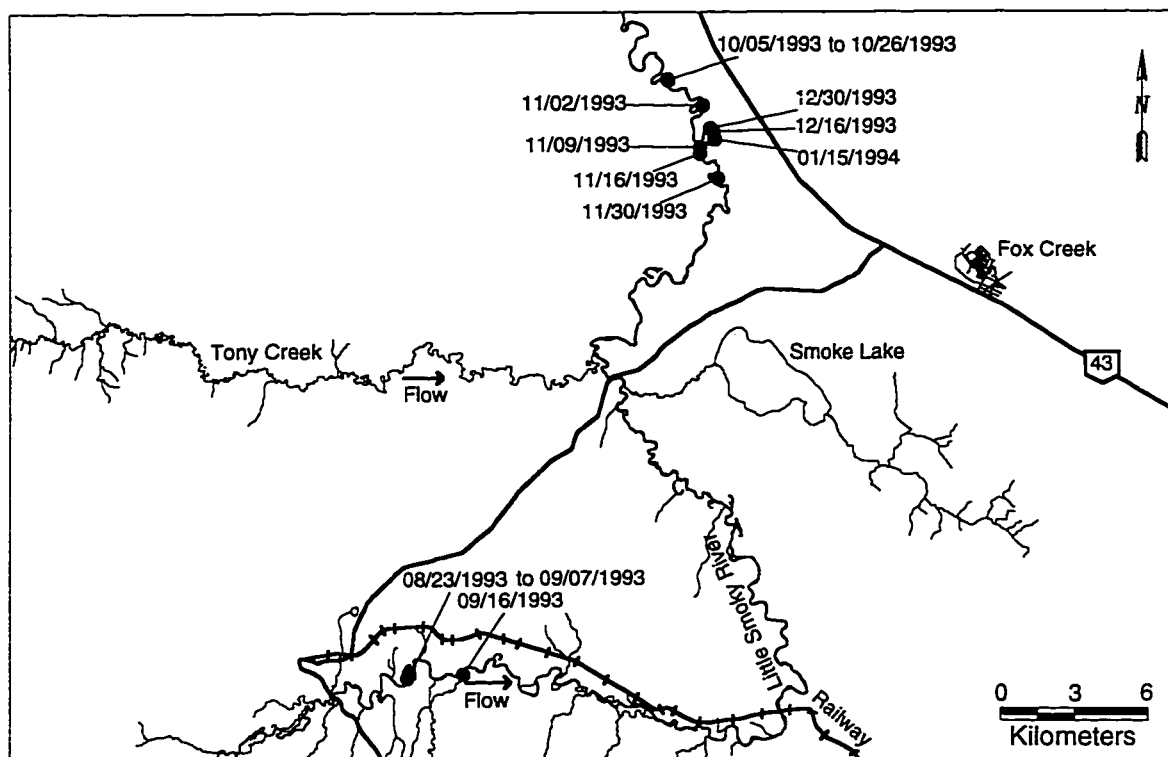 10/05/1993 to 10/26/1993
N
11/02/1993
12/30/1993
12/16/1993
11/09/1993
01/15/1994
11/16/1993
11/30/1993
Fox Creek
Tony Creek
Smoke Lake
43
Flow
Little Smoky River
08/23/1993 to 09/07/1993
09/16/1993
Flow
Railway
0 3 6
Kilometers